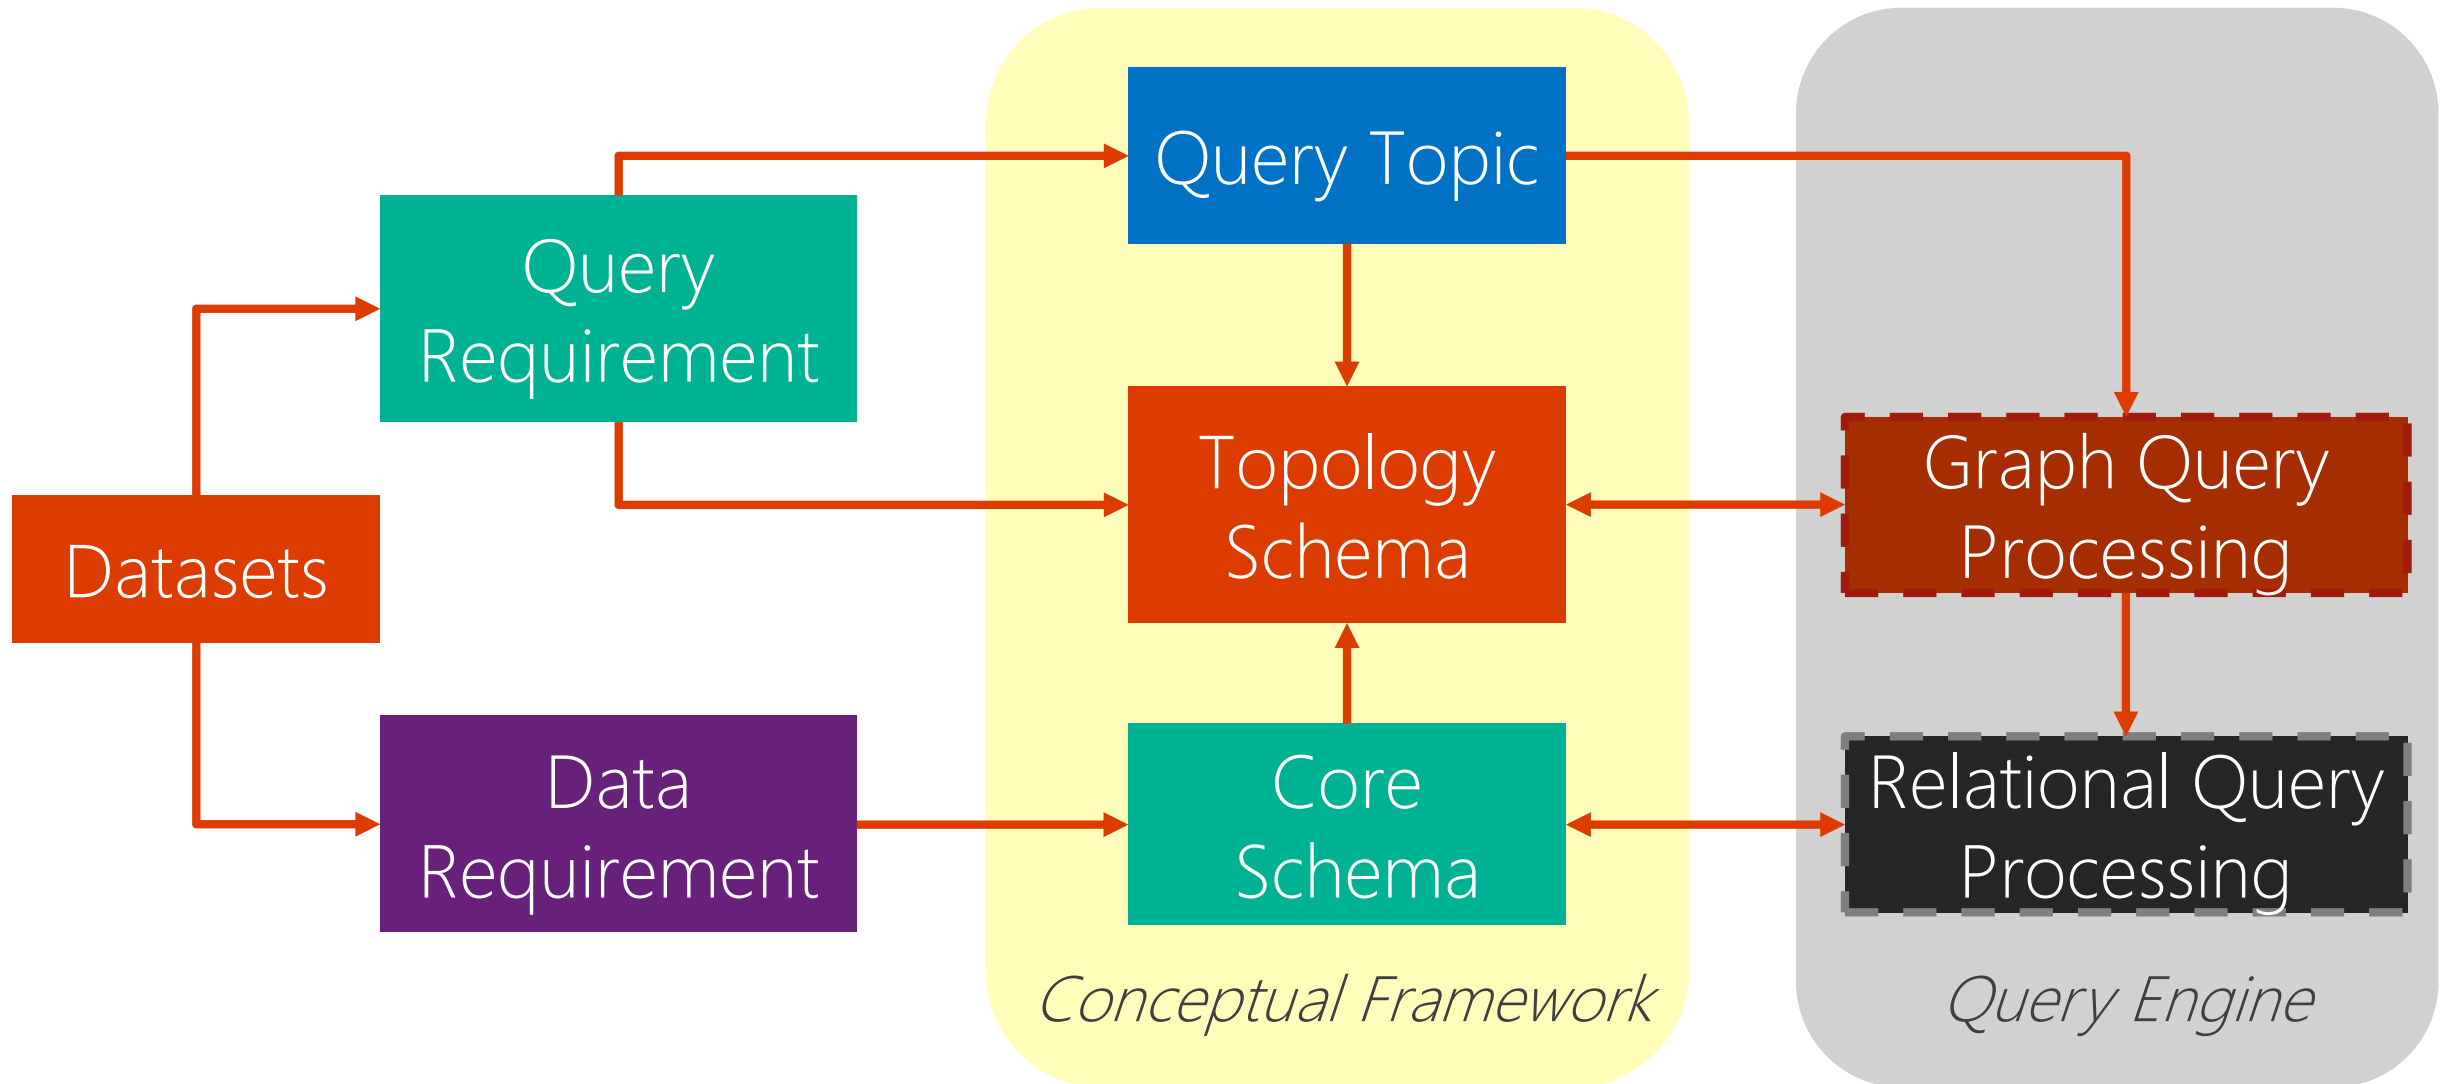 Query Topic
Query
Requirement
Topology
Schema
Graph Query
Processing
Datasets
Data
Requirement
Core
Schema
Relational Query
Processing
Conceptual Framework
Query Engine